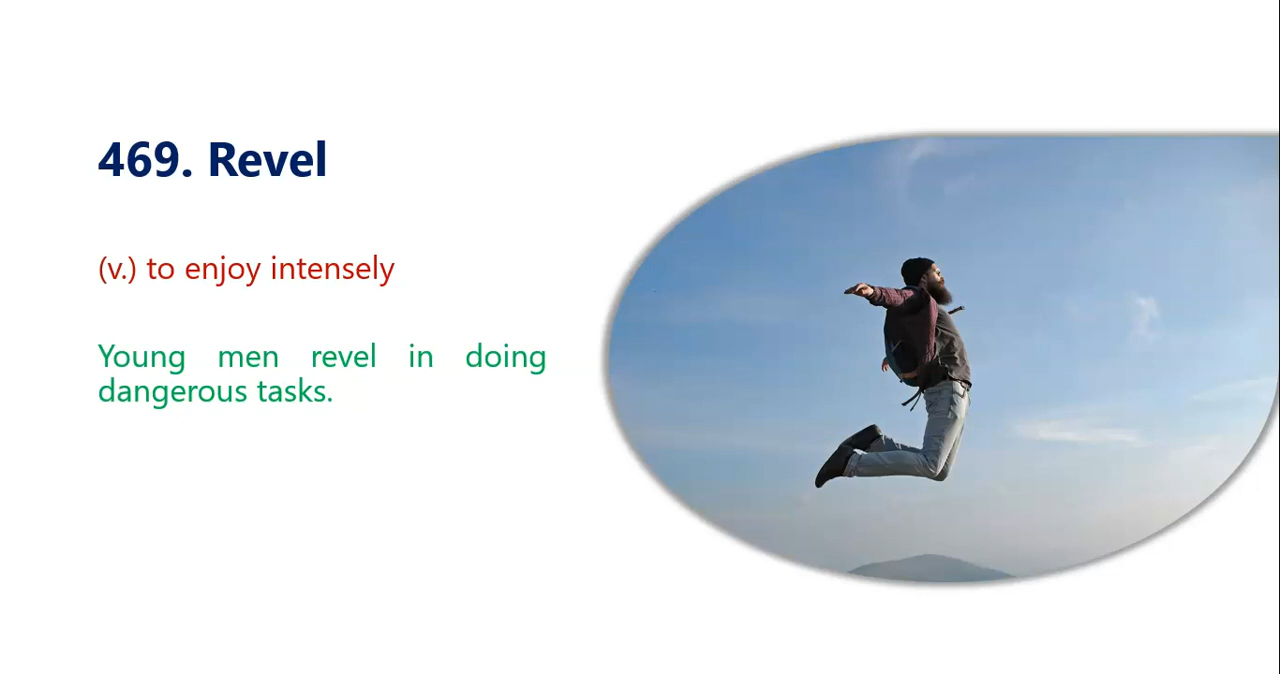 469. Revel
(v.) to enjoy intensely
Young men revel in doing
dangerous tasks.